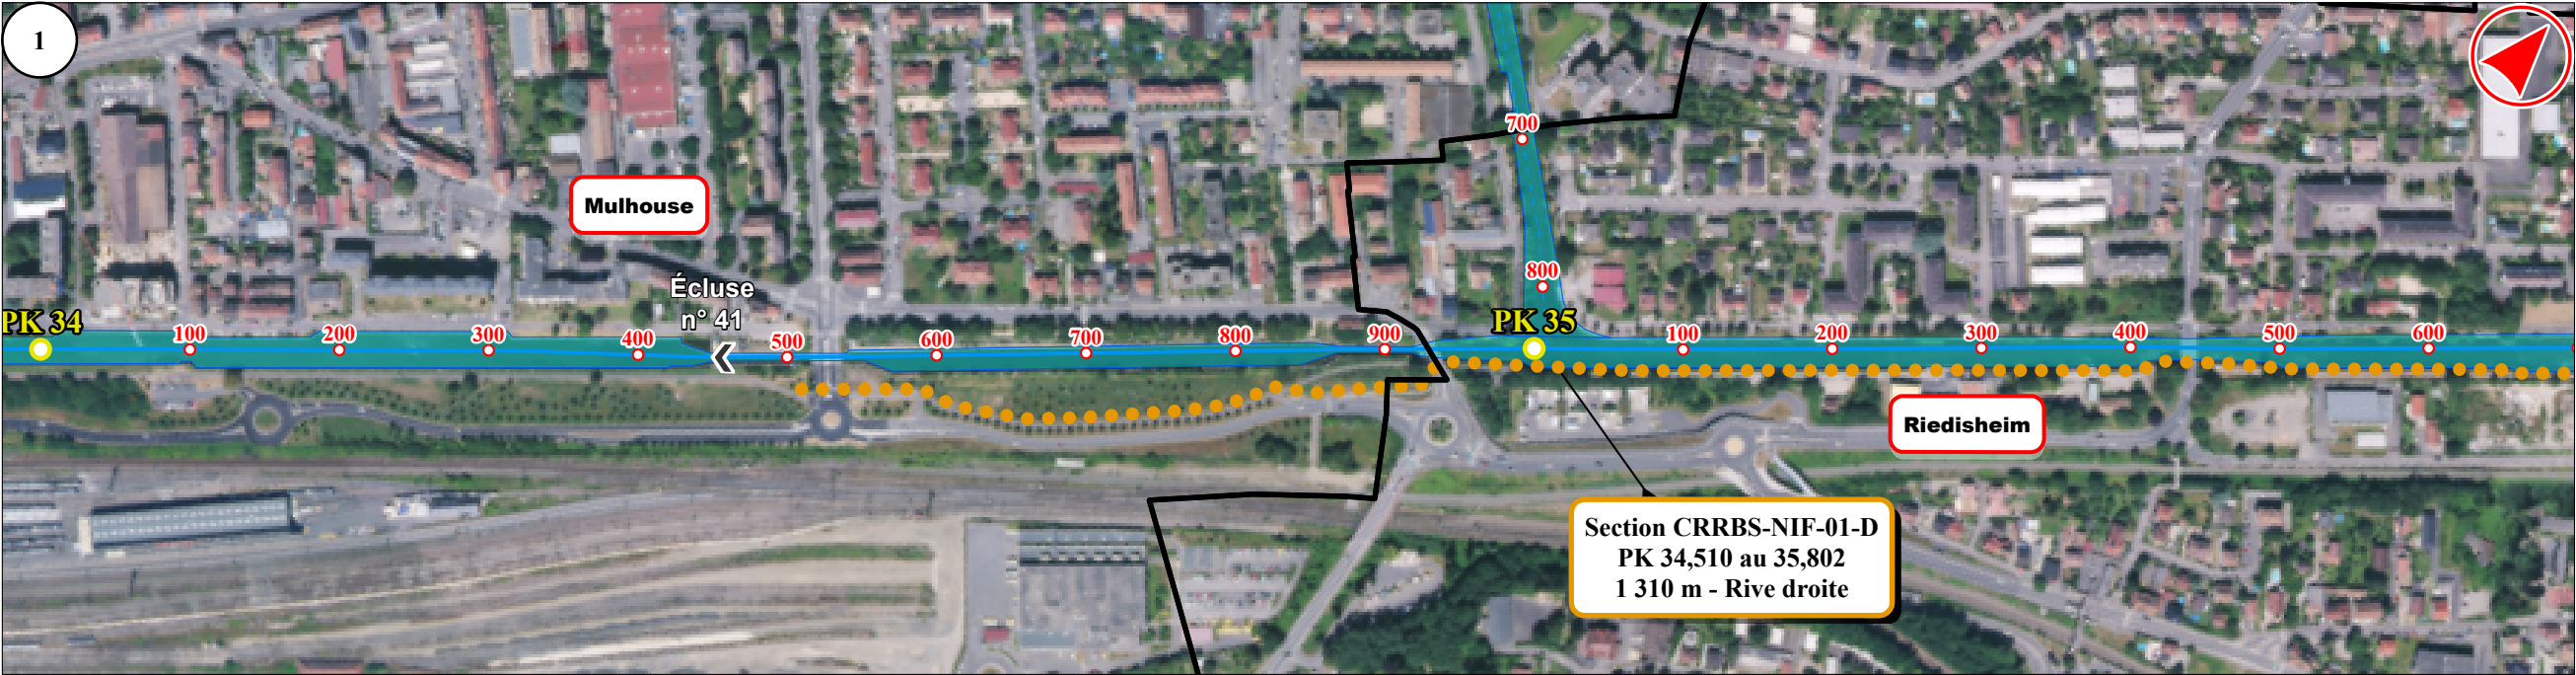 1
Mulhouse
Écluse
n° 41
PK 34
100
200
300
400
500
600
700
800
900
700
800
PK 35
100
200
300
400
500
600
Riedisheim
Section CRRBS-NIF-01-D
PK 34,510 au 35,802
1 310 m - Rive droite